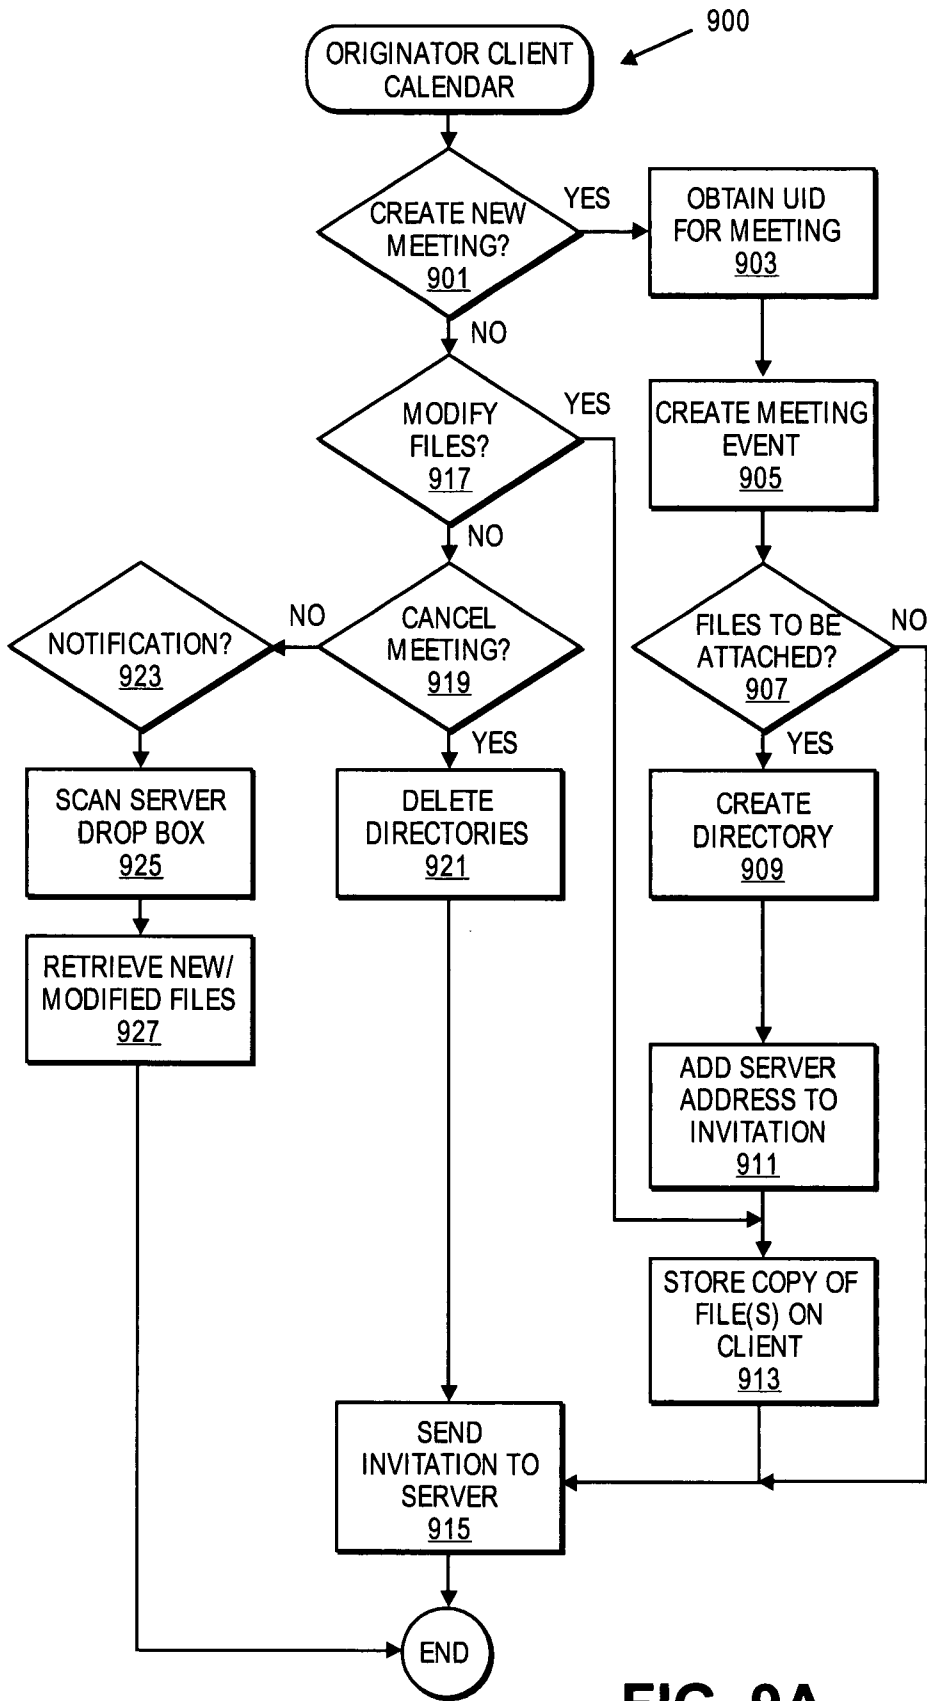 900
ORIGINATOR CLIENT
CALENDAR
CREATE NEW
MEETING?
901
YES
OBTAIN UID
FOR MEETING
903
NO
MODIFY
FILES?
917
YES
CREATE MEETING
EVENT
905
NO
NOTIFICATION?
923
NO
CANCEL
MEETING?
919
FILES TO BE
ATTACHED?
907
NO
YES
YES
SCAN SERVER
DROP BOX
925
DELETE
DIRECTORIES
921
CREATE
DIRECTORY
909
RETRIEVE NEW/
MODIFIED FILES
927
ADD SERVER
ADDRESS TO
INVITATION
911
STORE COPY OF
FILE(S) ON
CLIENT
913
SEND
INVITATION TO
SERVER
915
END
FIG. 9A